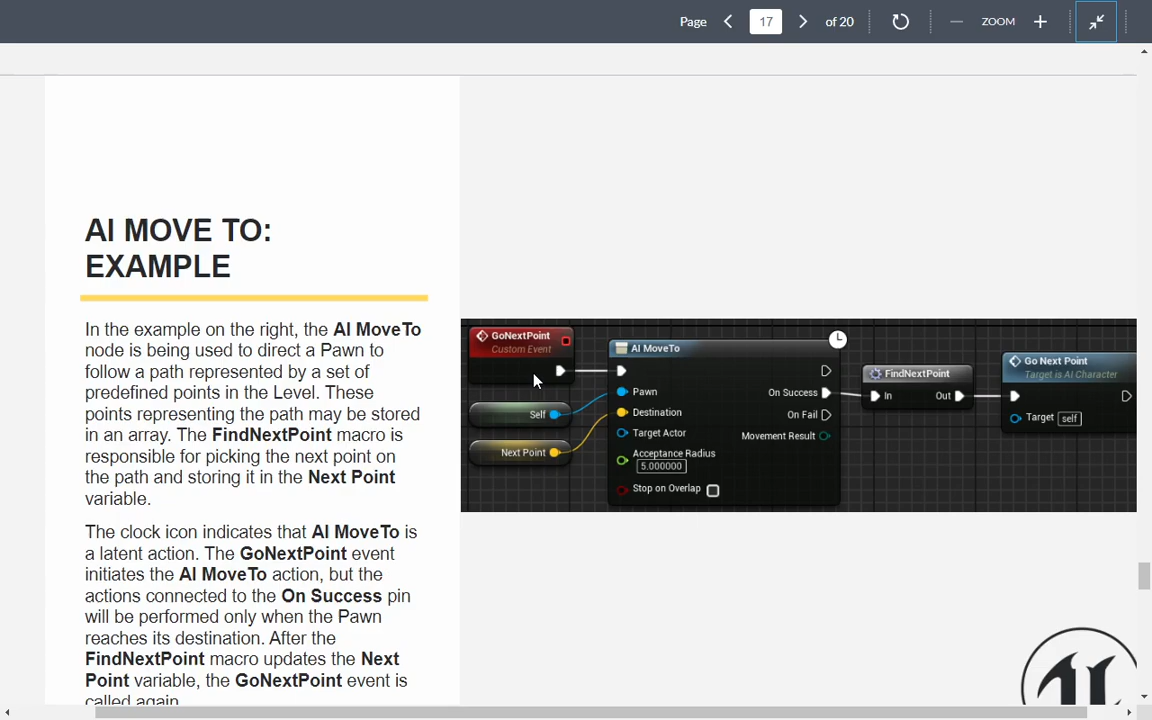 Page
17
of 20
ZOOM
AI MOVE TO:
EXAMPLE
In the example on the right, the AI MoveTo
node is being used to direct a Pawn to
follow a path represented by a set of
predefined points in the Level. These
points representing the path may be stored
in an array. The FindNextPoint macro is
responsible for picking the next point on
the path and storing it in the Next Point
variable.
The clock icon indicates that AI MoveTo is
a latent action. The GoNextPoint event
initiates the AI MoveTo action, but the
actions connected to the On Success pin
will be performed only when the Pawn
reaches its destination. After the
FindNextPoint macro updates the Next
Point variable, the GoNextPoint event is
called again.
GoNextPoint
Custom Event
Self
Next Point
AI MoveTo
Pawn
Destination
Target Actor
Acceptance Radius
5.000000
Stop on Overlap
On Success
On Fail
Movement Result
FindNextPoint
In Out
Go Next Point
Target is AI Character
Target self